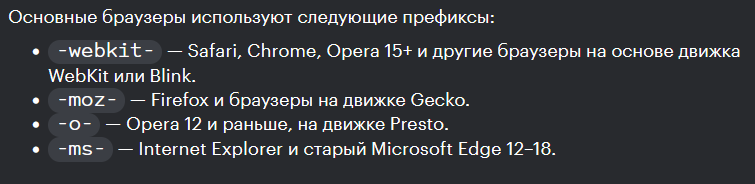 Основные браузеры используют следующие префиксы:
• -webkit- — Safari, Chrome, Opera 15+ и другие браузеры на основе движка
WebKit или Blink.
• -moz- — Firefox и браузеры на движке Gecko.
• -o- — Opera 12 и раньше, на движке Presto.
• -ms- — Internet Explorer и старый Microsoft Edge 12–18.